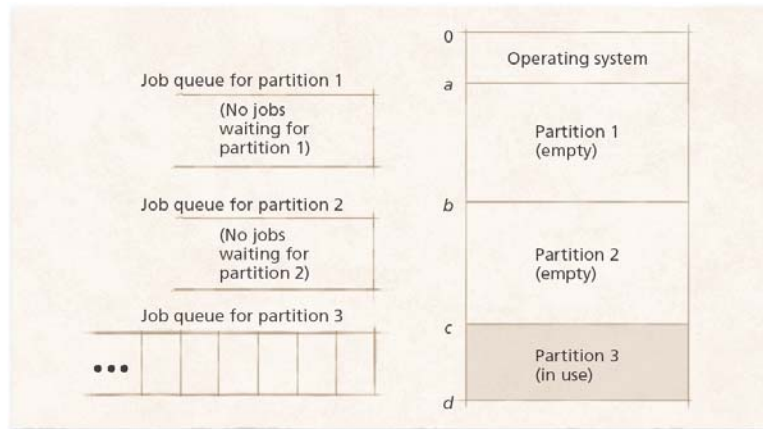 Job queue for partition 1
(No jobs
waiting for
partition 1)
Job queue for partition 2
(No jobs
waiting for
partition 2)
Job queue for partition 3
•••
0
Operating system
a
Partition 1
(empty)
b
Partition 2
(empty)
c
Partition 3
(in use)
d